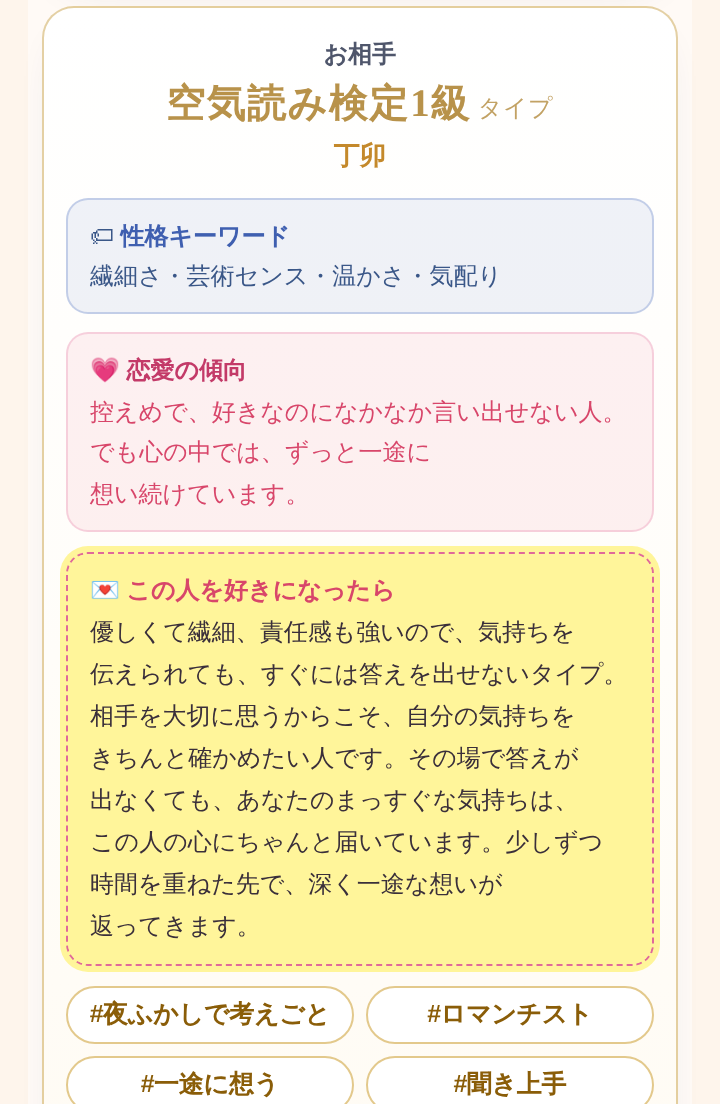 お相手
空気読み検定1級 タイプ
丁卯
🏷 性格キーワード
繊細さ・芸術センス・温かさ・気配り
💗 恋愛の傾向
控えめで、好きなのになかなか言い出せない人。
でも心の中では、ずっと一途に
想い続けています。
💌 この人を好きになったら
優しくて繊細、責任感も強いので、気持ちを
伝えられても、すぐには答えを出せないタイプ。
相手を大切に思うからこそ、自分の気持ちを
きちんと確かめたい人です。その場で答えが
出なくても、あなたのまっすぐな気持ちは、
この人の心にちゃんと届いています。少しずつ
時間を重ねた先で、深く一途な想いが
返ってきます。
#夜ふかしで考えごと
#ロマンチスト
#一途に想う
#聞き上手